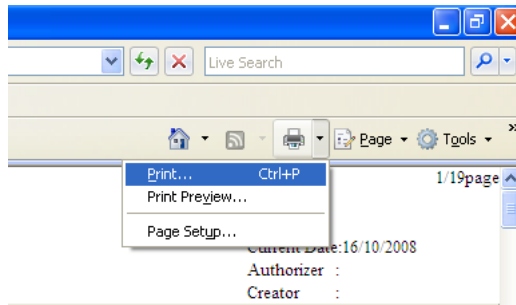 Live Search
Page Tools »
Print... Ctrl+P
1/19page
Print Preview...
Page Setup...
Current Date:16/10/2008
Authorizer :
Creator :